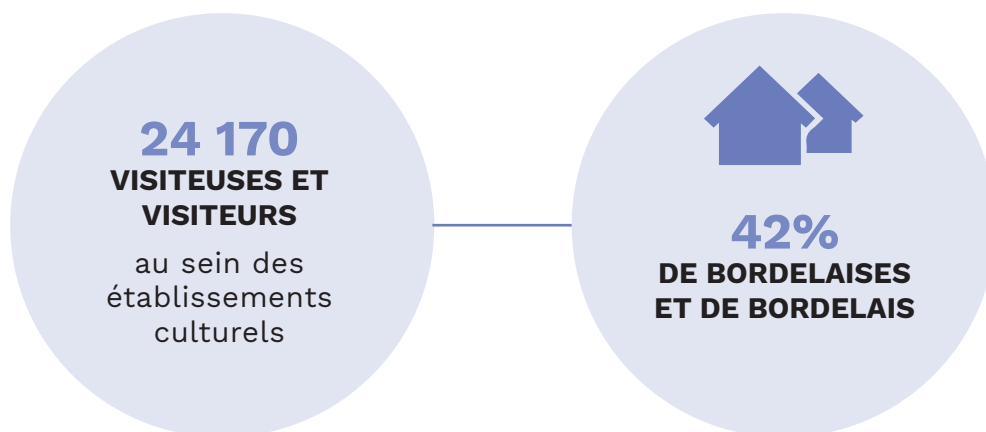 24 170
VISITEUSES ET
VISITEURS
au sein des
établissements
culturels
42%
DE BORDELAISES
ET DE BORDELAIS